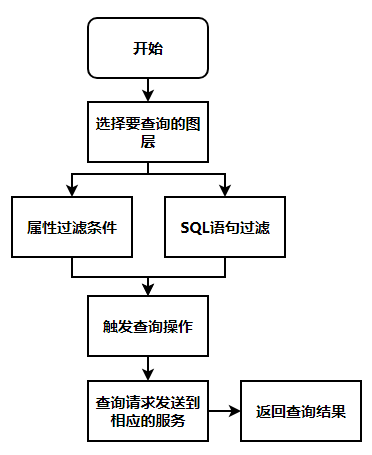 开始
选择要查询的图
层
属性过滤条件
SQL语句过滤
触发查询操作
查询请求发送到
相应的服务
返回查询结果